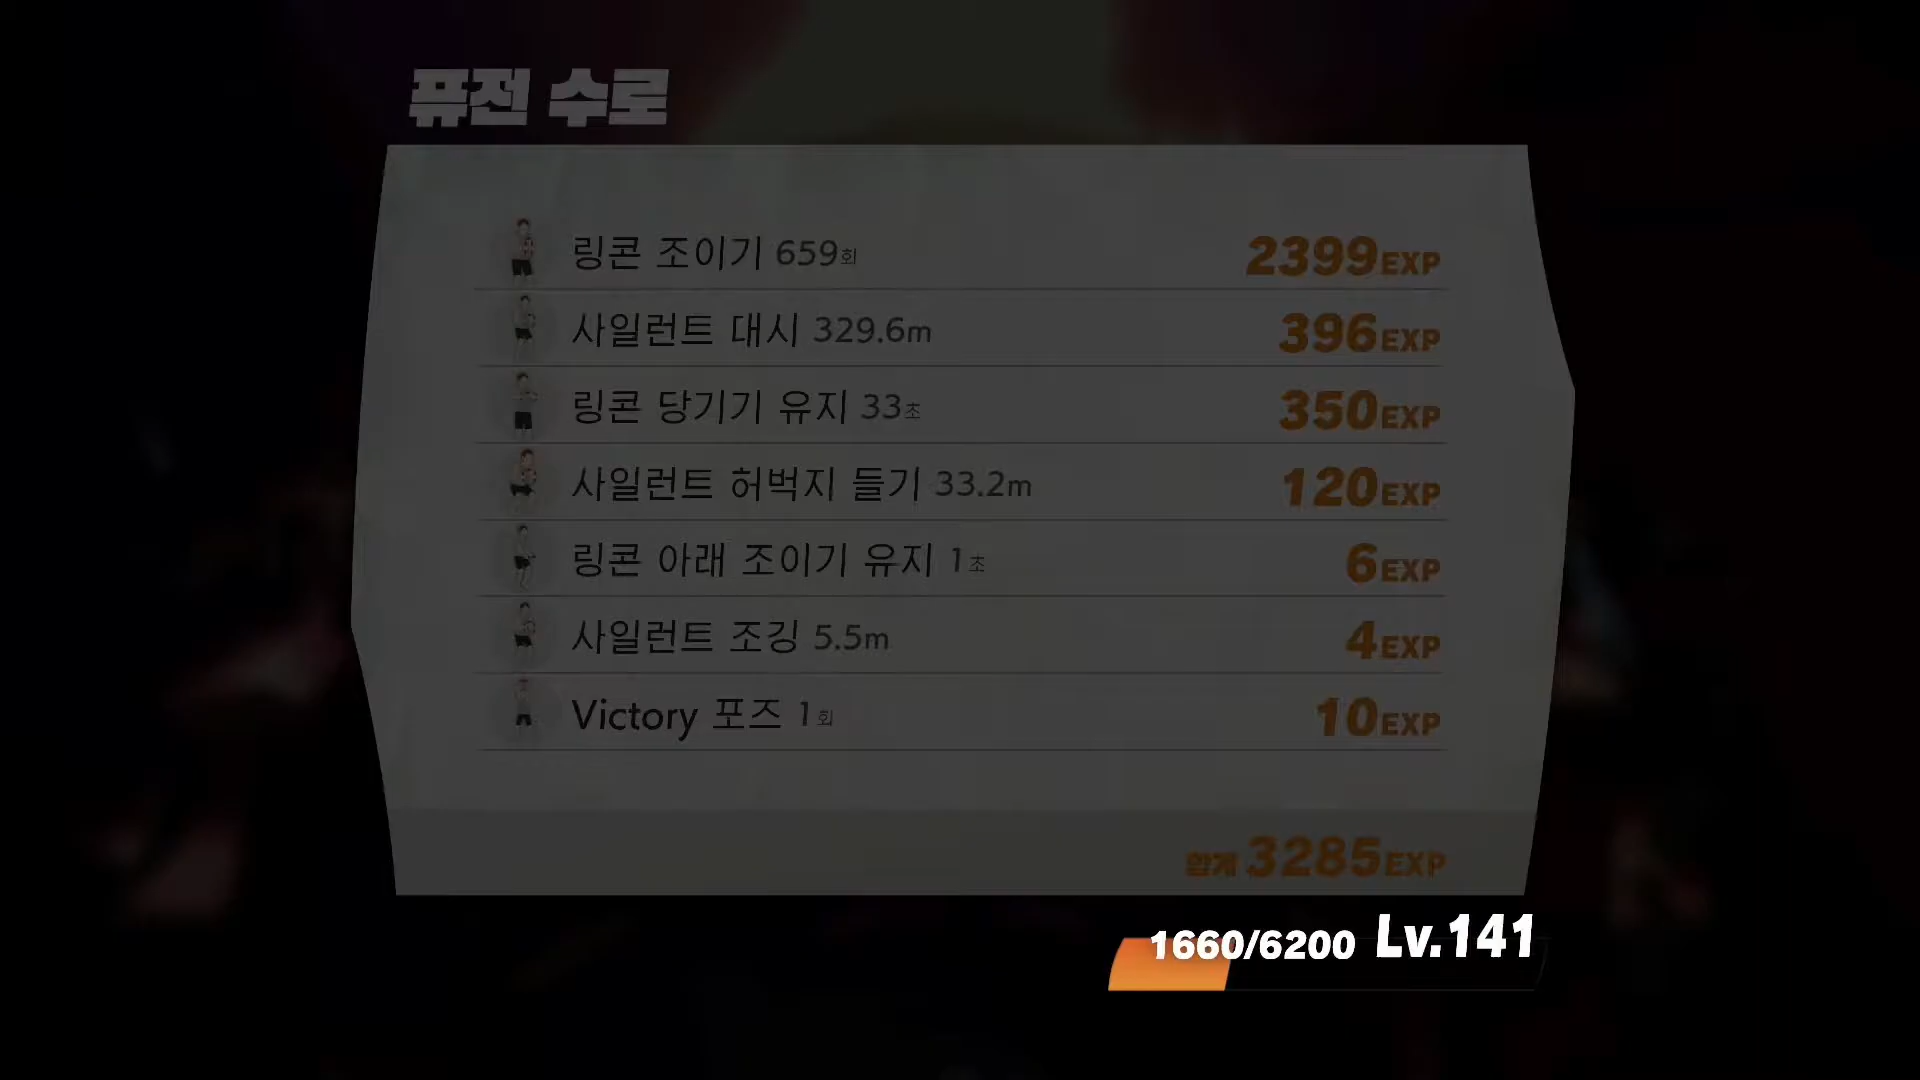 퓨전 수로
링콘 조이기 659회 2399EXP
사일런트 대시 329.6m 396EXP
링콘 당기기 유지 33초 350EXP
사일런트 허벅지 들기 33.2m 120EXP
링콘 아래 조이기 유지 1초 6EXP
사일런트 조깅 5.5m 4EXP
Victory 포즈 1회 10EXP
합계 3285EXP
1660/6200 Lv.141